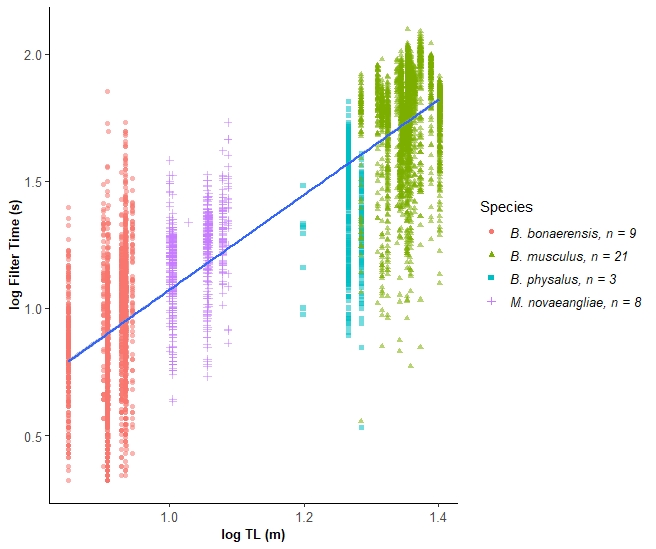 2.0
1.5
1.0
0.5
log Filter Time (s)
1.0
1.2
1.4
log TL (m)
Species
B. bonaerensis, n = 9
B. musculus, n = 21
B. physalus, n = 3
M. novaeangliae, n = 8